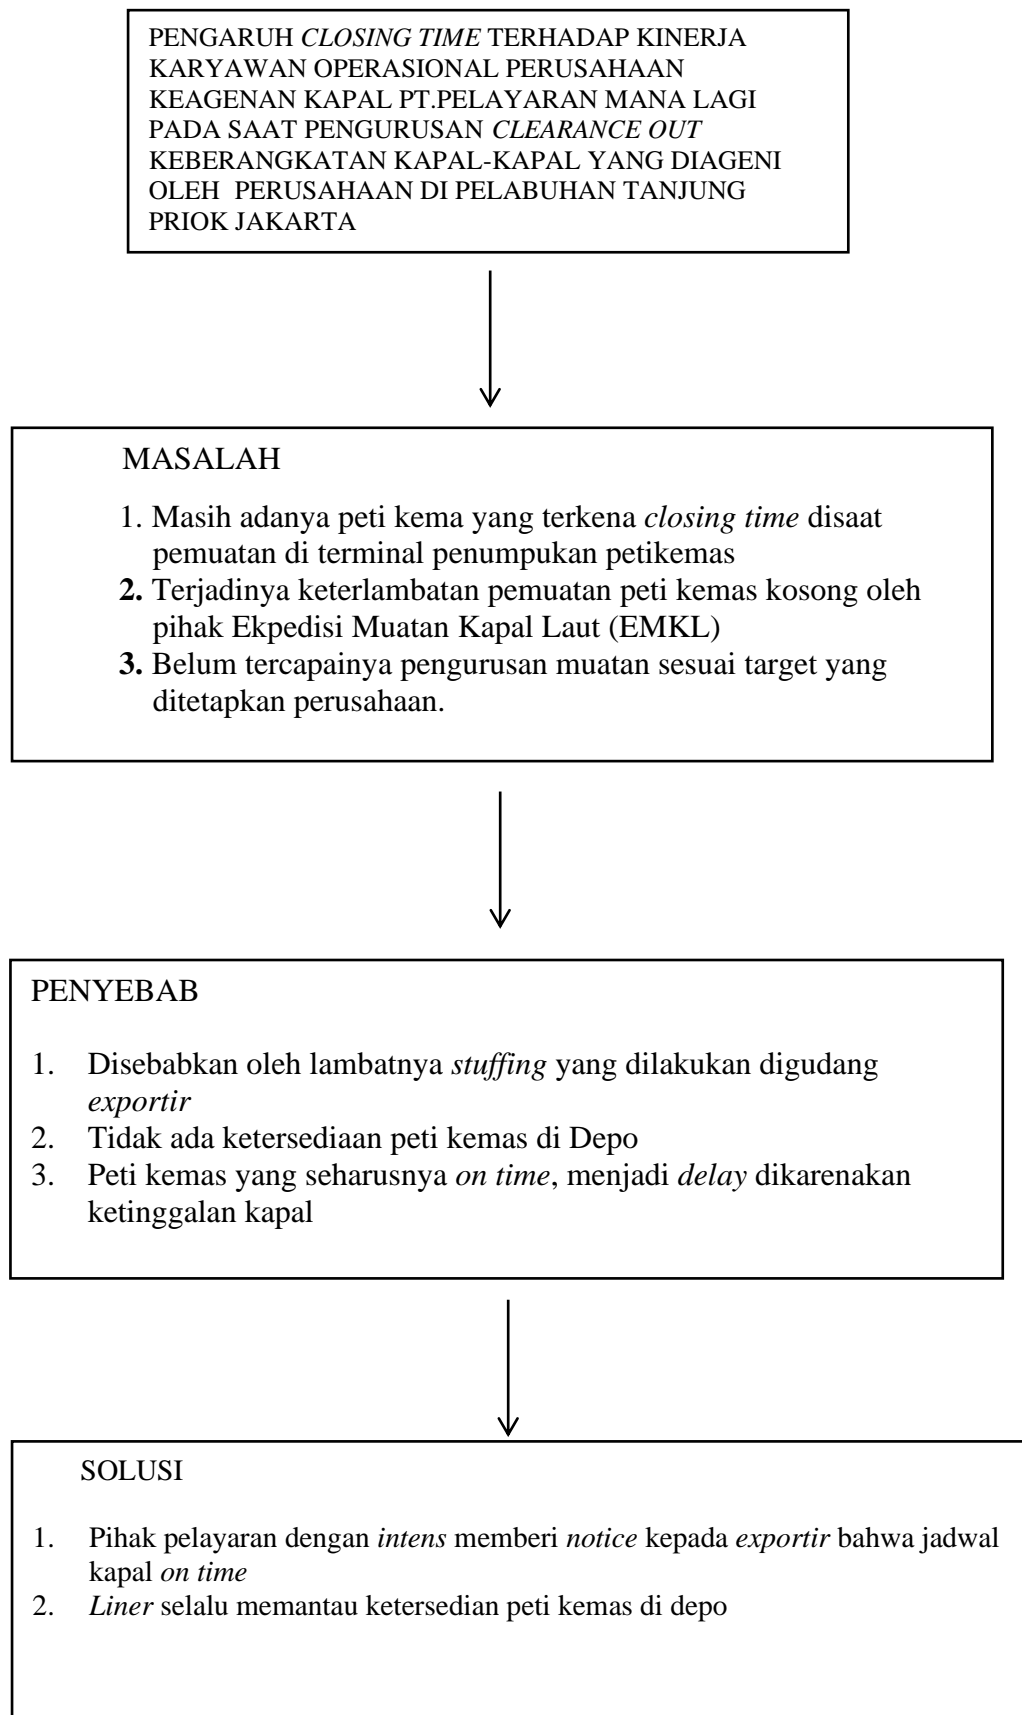 PENGARUH CLOSING TIME TERHADAP KINERJA
KARYAWAN OPERASIONAL PERUSAHAAN
KEAGENAN KAPAL PT.PELAYARAN MANA LAGI
PADA SAAT PENGURUSAN CLEARANCE OUT
KEBERANGKATAN KAPAL-KAPAL YANG DIAGENI
OLEH PERUSAHAAN DI PELABUHAN TANJUNG
PRIOK JAKARTA
MASALAH
1. Masih adanya peti kema yang terkena closing time disaat
pemuatan di terminal penumpukan petikemas
2. Terjadinya keterlambatan pemuatan peti kemas kosong oleh
pihak Ekpedisi Muatan Kapal Laut (EMKL)
3. Belum tercapainya pengurusan muatan sesuai target yang
ditetapkan perusahaan.
PENYEBAB
1. Disebabkan oleh lambatnya stuffing yang dilakukan digudang
exportir
2. Tidak ada ketersediaan peti kemas di Depo
3. Peti kemas yang seharusnya on time, menjadi delay dikarenakan
ketinggalan kapal
SOLUSI
1. Pihak pelayaran dengan intens memberi notice kepada exportir bahwa jadwal
kapal on time
2. Liner selalu memantau ketersedian peti kemas di depo